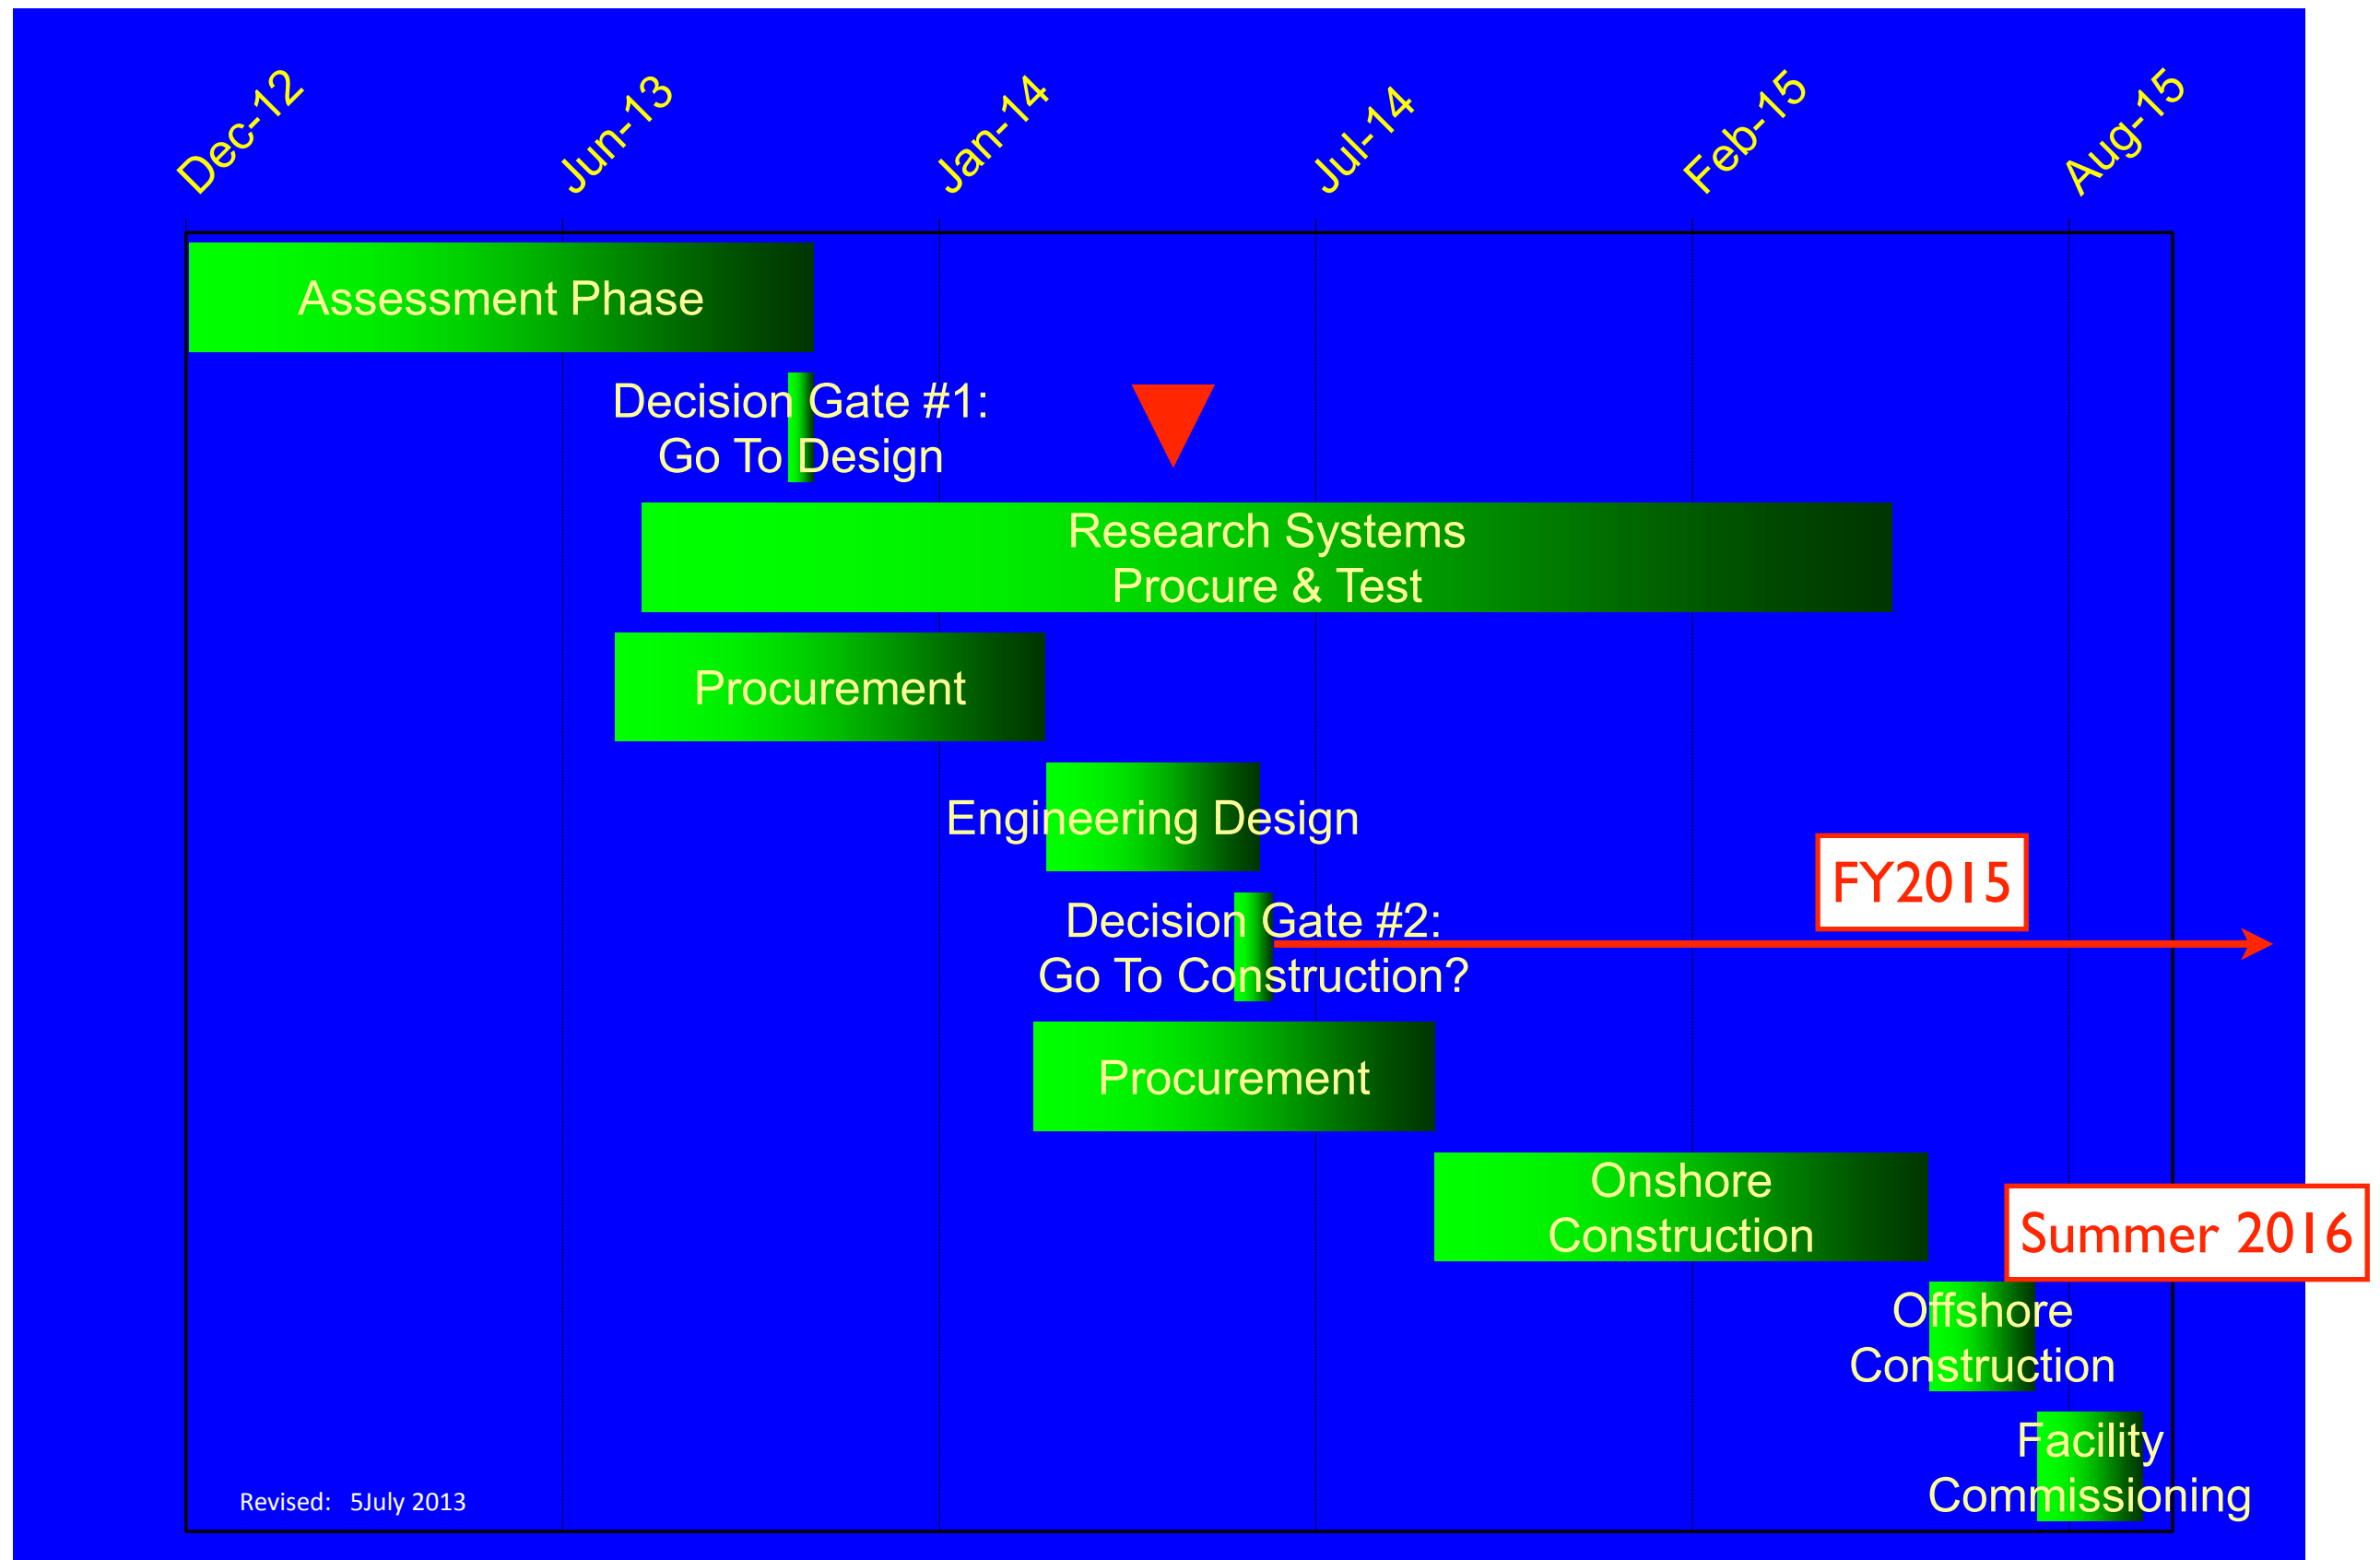 Dec-12
Jun-13
Jan-14
Jul-14
Feb-15
Aug-15
Assessment Phase
Decision Gate #1:
Go To Design
Research Systems
Procure & Test
Procurement
Engineering Design
FY2015
Decision Gate #2:
Go To Construction?
Procurement
Onshore
Construction
Summer 2016
Offshore
Construction
Facility
Commissioning
Revised: 5July 2013